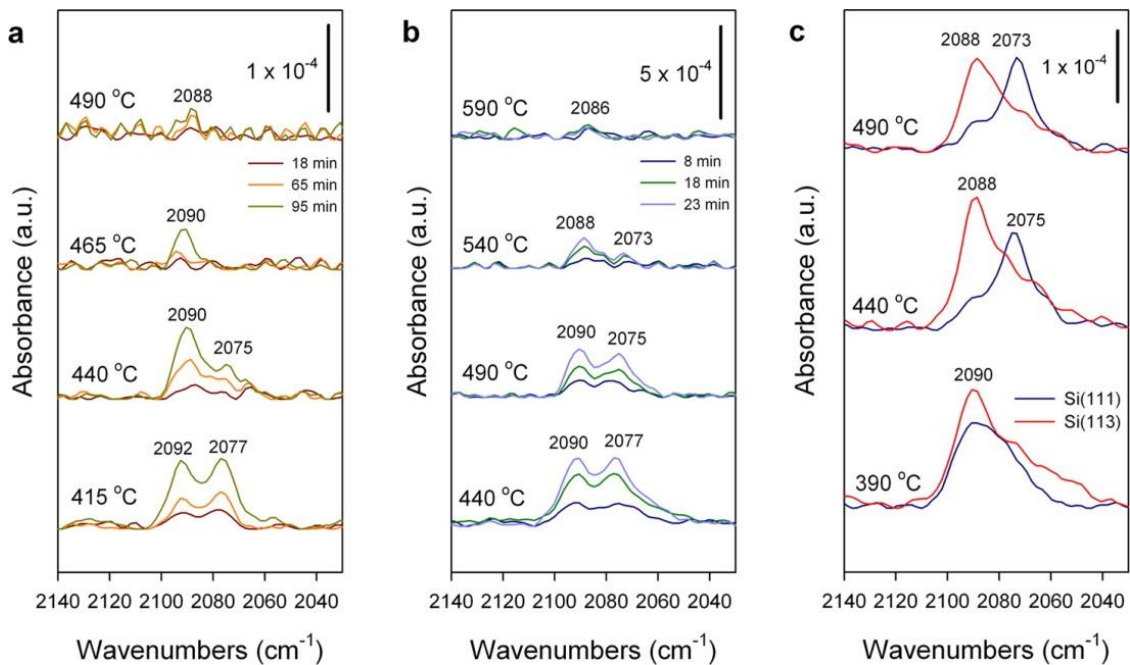 a
1 x 10⁻⁴
490 °C
2088
18 min
65 min
95 min
465 °C
2090
440 °C
2090
2075
415 °C
2092
2077
Absorbance (a.u.)
2140 2120 2100 2080 2060 2040
Wavenumbers (cm⁻¹)
b
5 x 10⁻⁴
590 °C
2086
8 min
18 min
23 min
540 °C
2088
2073
490 °C
2090
2075
440 °C
2090
2077
Absorbance (a.u.)
2140 2120 2100 2080 2060 2040
Wavenumbers (cm⁻¹)
c
2088 2073
1 x 10⁻⁴
490 °C
2088
2075
440 °C
2090
Si(111)
Si(113)
390 °C
Absorbance (a.u.)
2140 2120 2100 2080 2060 2040
Wavenumbers (cm⁻¹)